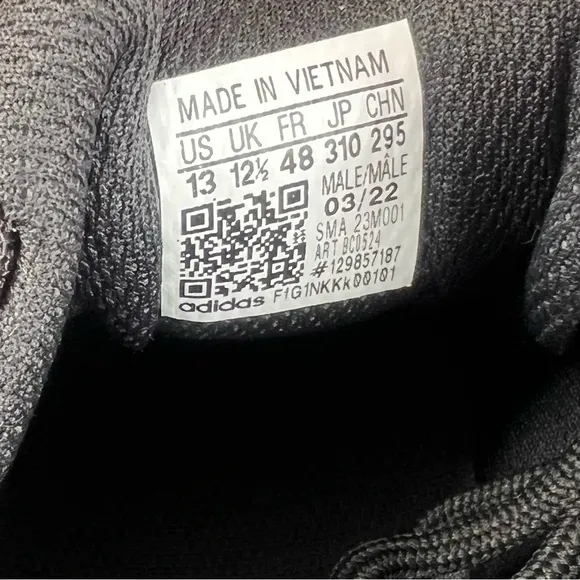 MADE IN VIETNAM
US UK FR JP CHN
13 12½ 48 310 295
MALE/MÂLE
03/22
SMA 23M001
ART BC0524
#129857187
adidas F1G1NKKk00101